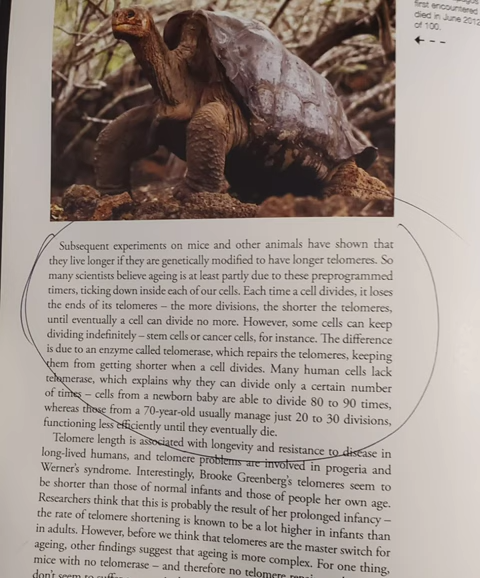 first encountered
died in June 2012
of 100.
Subsequent experiments on mice and other animals have shown that
they live longer if they are genetically modified to have longer telomeres. So
many scientists believe ageing is at least partly due to these preprogrammed
timers, ticking down inside each of our cells. Each time a cell divides, it loses
the ends of its telomeres – the more divisions, the shorter the telomeres,
until eventually a cell can divide no more. However, some cells can keep
dividing indefinitely – stem cells or cancer cells, for instance. The difference
is due to an enzyme called telomerase, which repairs the telomeres, keeping
them from getting shorter when a cell divides. Many human cells lack
telomerase, which explains why they can divide only a certain number
of times – cells from a newborn baby are able to divide 80 to 90 times,
whereas those from a 70-year-old usually manage just 20 to 30 divisions,
functioning less efficiently until they eventually die.
Telomere length is associated with longevity and resistance to disease in
long-lived humans, and telomere problems are involved in progeria and
Werner's syndrome. Interestingly, Brooke Greenberg's telomeres seem to
be shorter than those of normal infants and those of people her own age.
Researchers think that this is probably the result of her prolonged infancy –
the rate of telomere shortening is known to be a lot higher in infants than
in adults. However, before we think that telomeres are the master switch for
ageing, other findings suggest that ageing is more complex. For one thing,
mice with no telomerase – and therefore no telomere
don't seem to